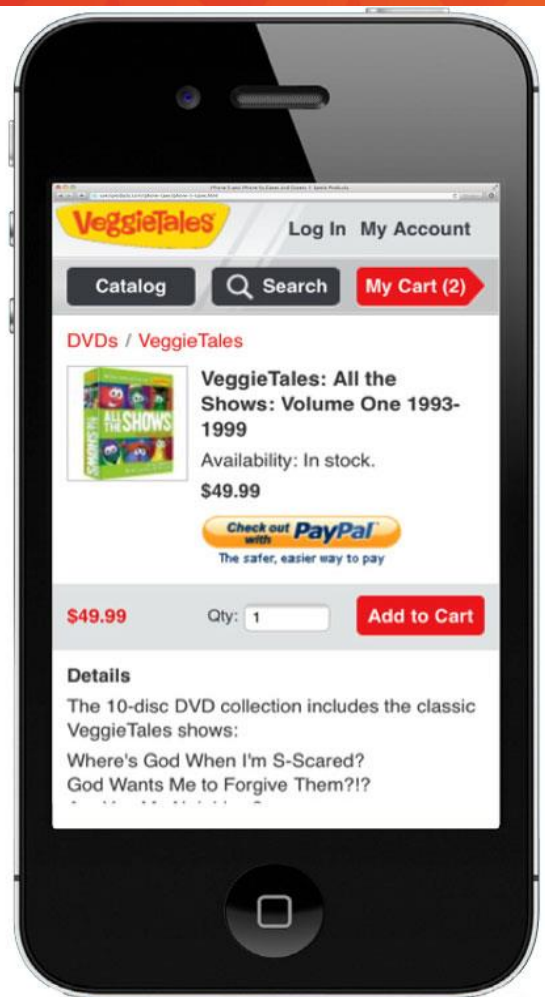 VeggieTales
Log In My Account
Catalog
Search
My Cart (2)
DVDs / VeggieTales
ALL THE SHOWS
VeggieTales: All the
Shows: Volume One 1993-
1999
Availability: In stock.
$49.99
Check out with PayPal
The safer, easier way to pay
$49.99
Qty: 1
Add to Cart
Details
The 10-disc DVD collection includes the classic
VeggieTales shows:
Where's God When I'm S-Scared?
God Wants Me to Forgive Them?!?